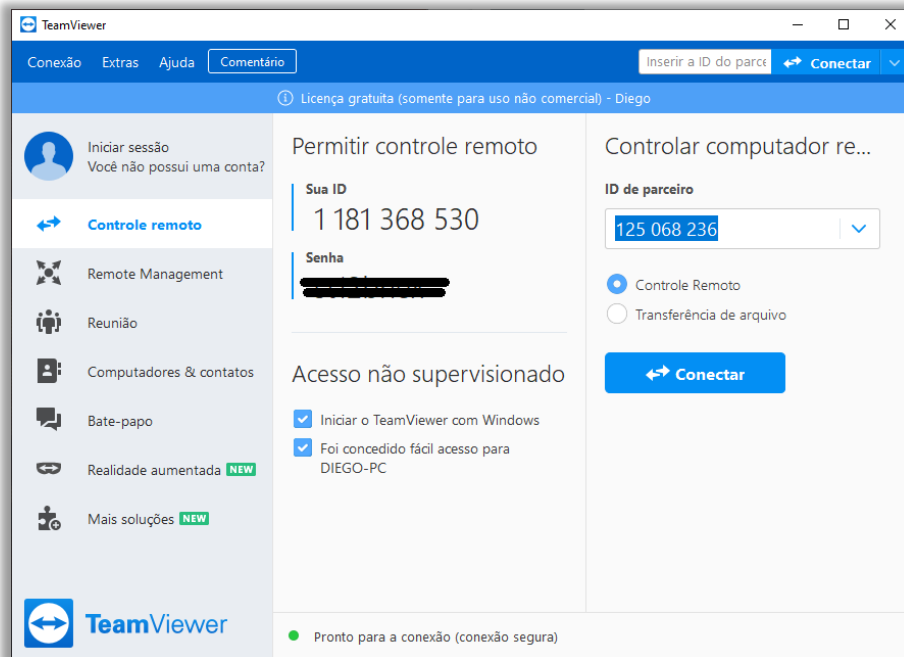 TeamViewer
Conexão Extras Ajuda Comentário
Inserir a ID do parce Conectar
Licença gratuita (somente para uso não comercial) - Diego
Iniciar sessão
Você não possui uma conta?
Controle remoto
Remote Management
Reunião
Computadores & contatos
Bate-papo
Realidade aumentada NEW
Mais soluções NEW
TeamViewer
Permitir controle remoto
Sua ID
1 181 368 530
Senha
Acesso não supervisionado
Iniciar o TeamViewer com Windows
Foi concedido fácil acesso para
DIEGO-PC
Controlar computador re...
ID de parceiro
125 068 236
Controle Remoto
Transferência de arquivo
Conectar
Pronto para a conexão (conexão segura)